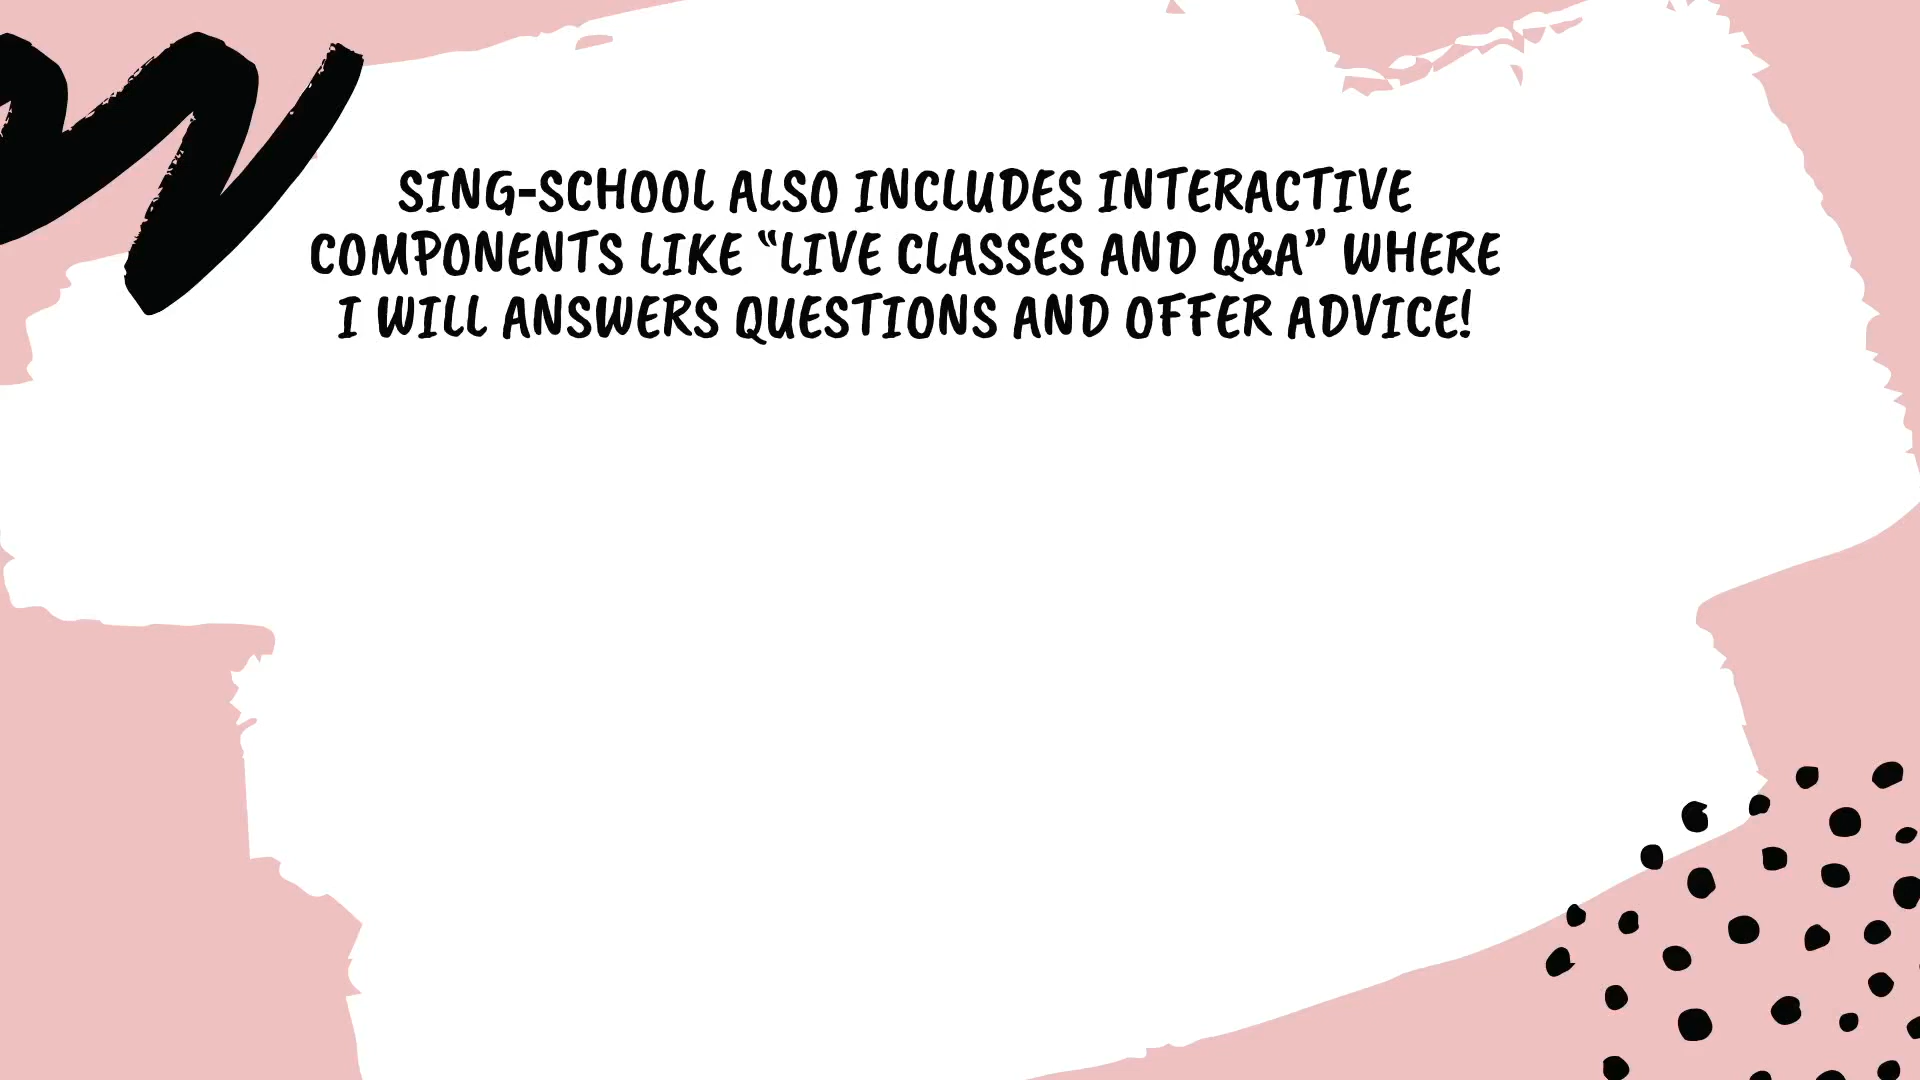 SING-SCHOOL ALSO INCLUDES INTERACTIVE
COMPONENTS LIKE “LIVE CLASSES AND Q&A” WHERE
I WILL ANSWERS QUESTIONS AND OFFER ADVICE!